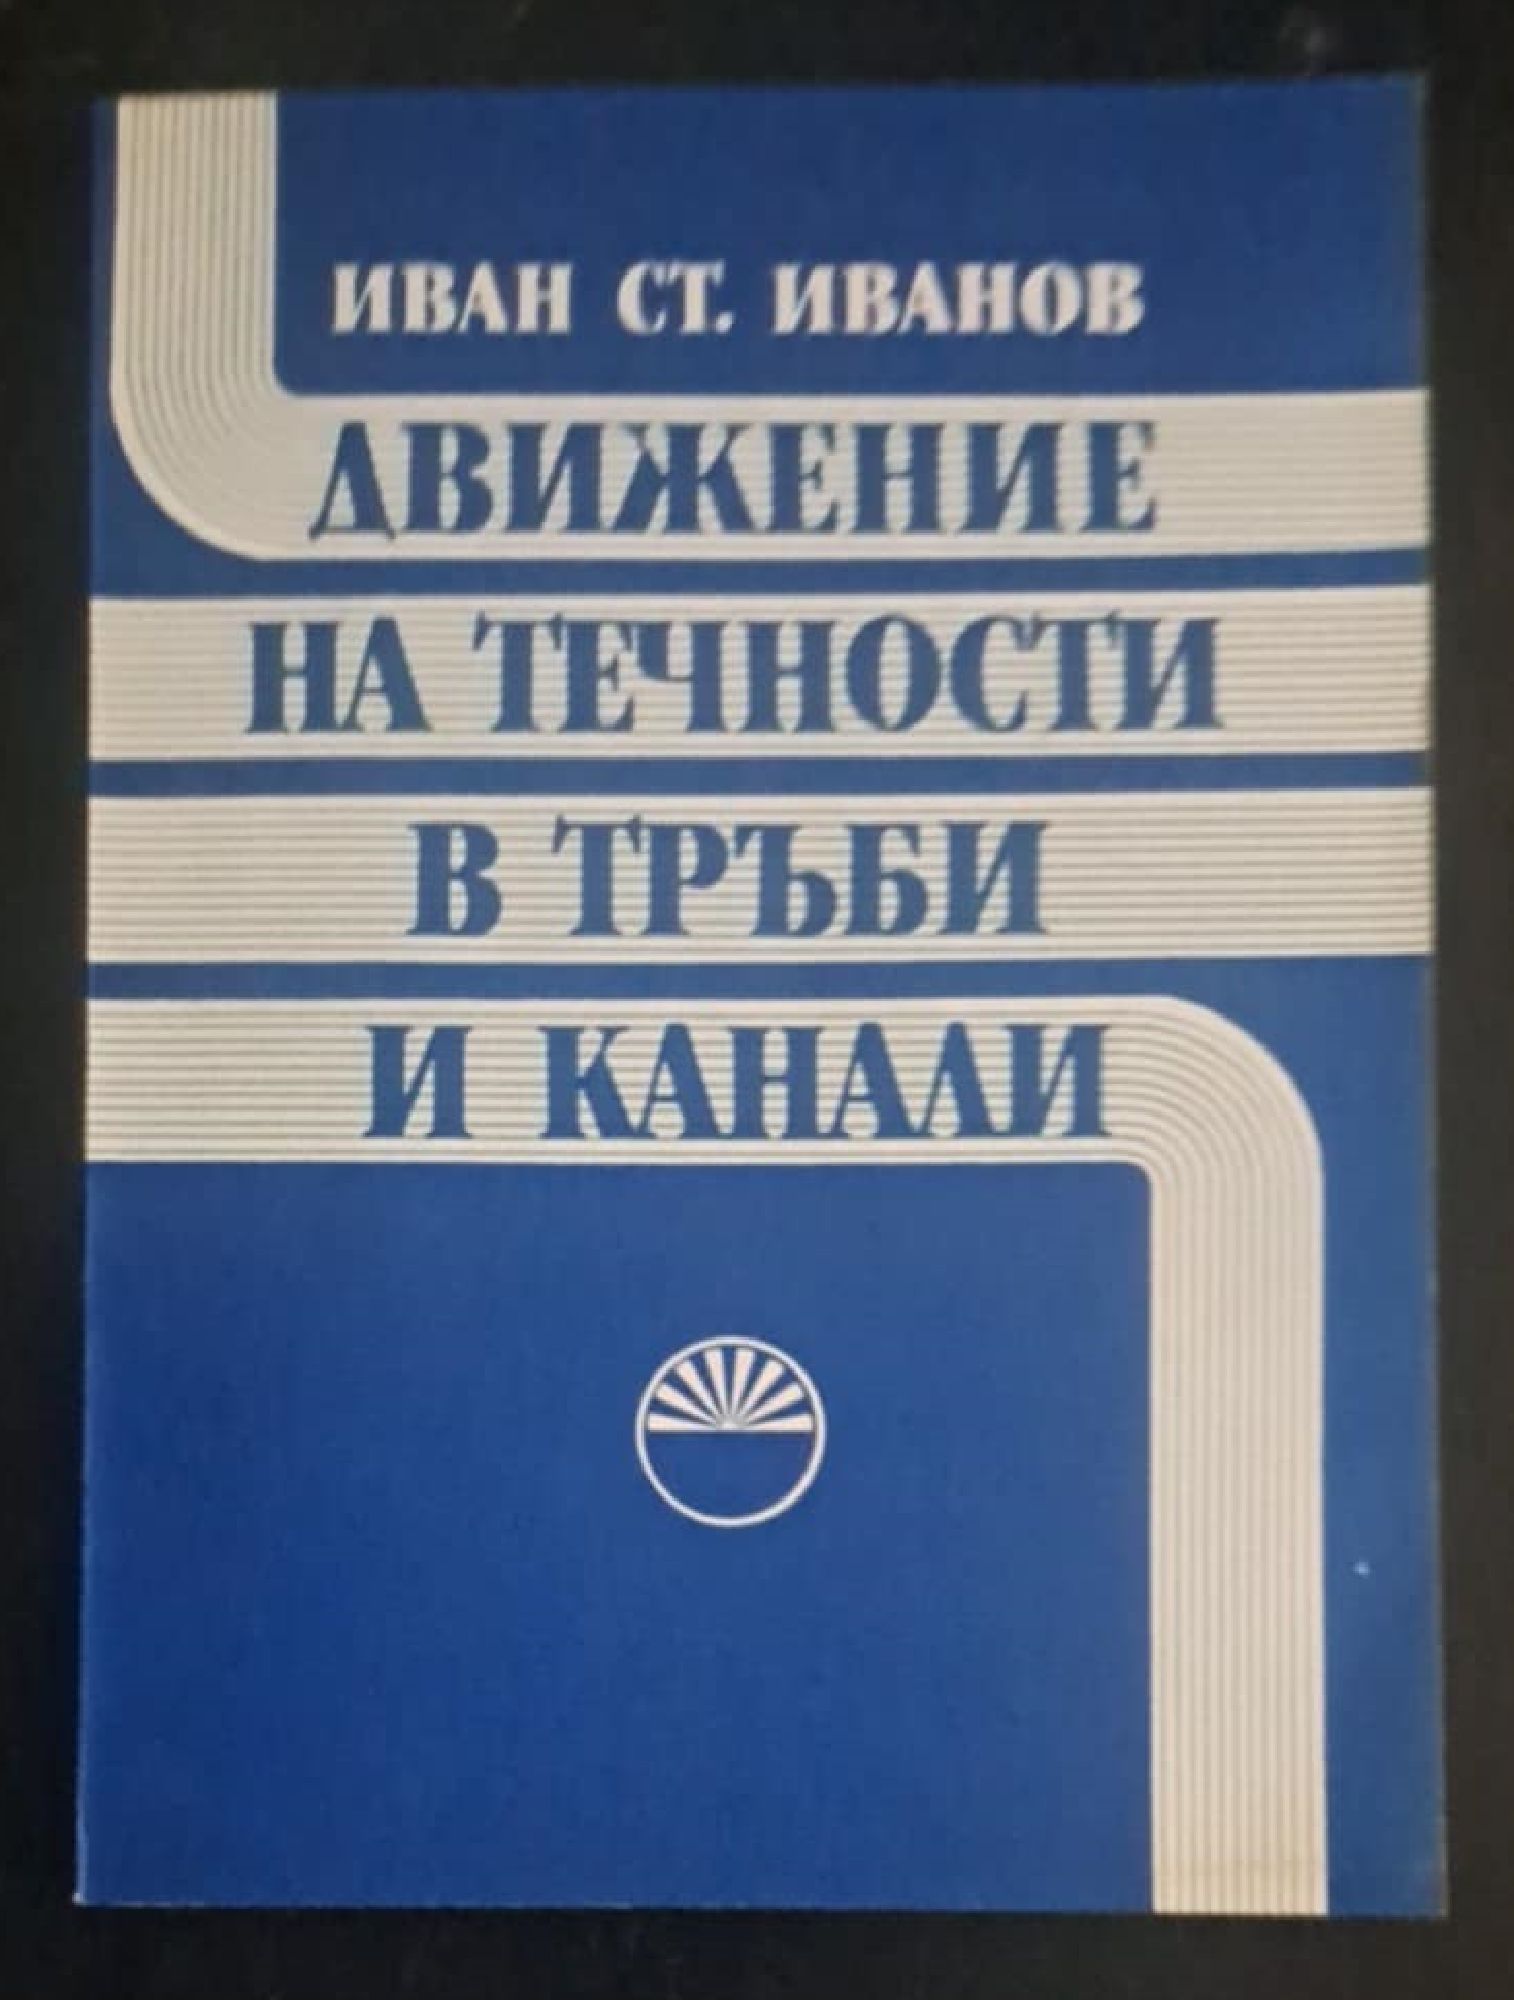 ИВАН СТ. ИВАНОВ
ДВИЖЕНИЕ
НА ТЕЧНОСТИ
В ТРЪБИ
И КАНАЛИ